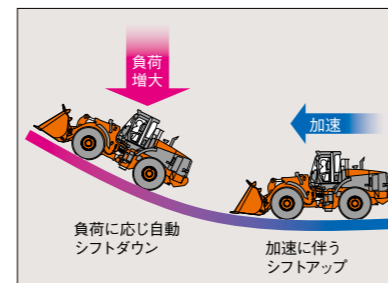 負荷
増大
加速
負荷に応じ自動
シフトダウン
加速に伴う
シフトアップ